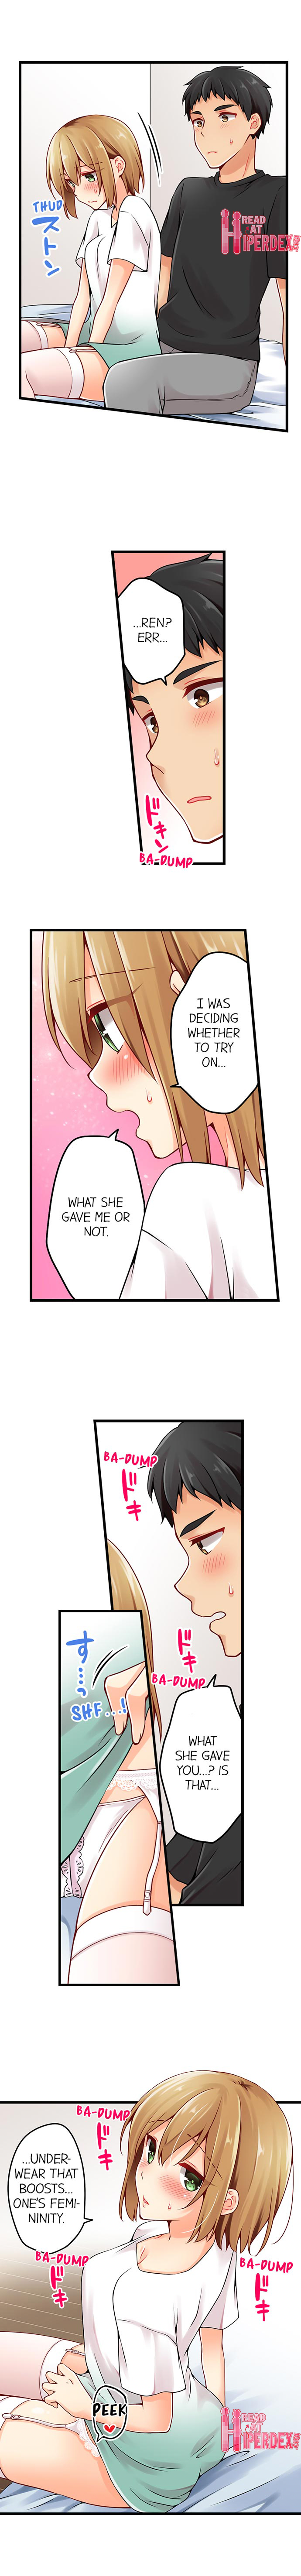 THUD
ストン
READ
AT
HIPERDEX
...REN?
ERR...
ドキン
BA-DUMP
I WAS
DECIDING
WHETHER
TO TRY
ON...
WHAT SHE
GAVE ME OR
NOT.
BA-DUMP
ドキ
ドキ
BA-DUMP
す...っ
SHF...!
WHAT
SHE GAVE
YOU...? IS
THAT...
BA-DUMP
ドキ
...UNDER-
WEAR THAT
BOOSTS...
ONE'S FEMI-
NINITY.
BA-DUMP
ドキ
BA-DUMP
ドキ
PEEK
READ
AT
HIPERDEX